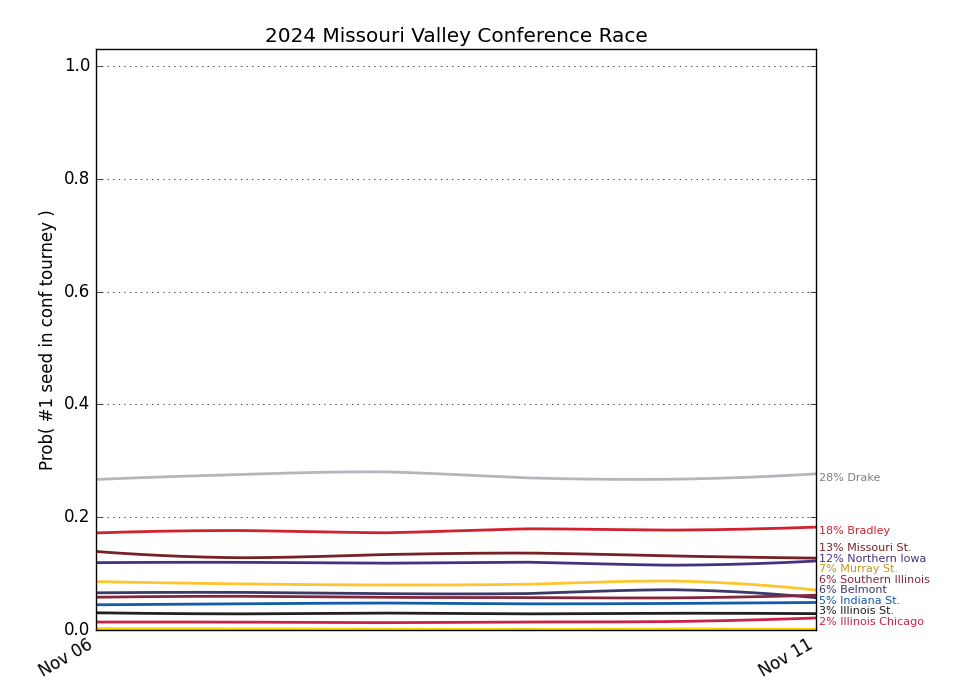 2024 Missouri Valley Conference Race
Prob( #1 seed in conf tourney )
1.0
0.8
0.6
0.4
0.2
0.0
Nov 06
Nov 11
28% Drake
18% Bradley
13% Missouri St.
12% Northern Iowa
7% Murray St.
6% Southern Illinois
6% Belmont
5% Indiana St.
3% Illinois St.
2% Illinois Chicago